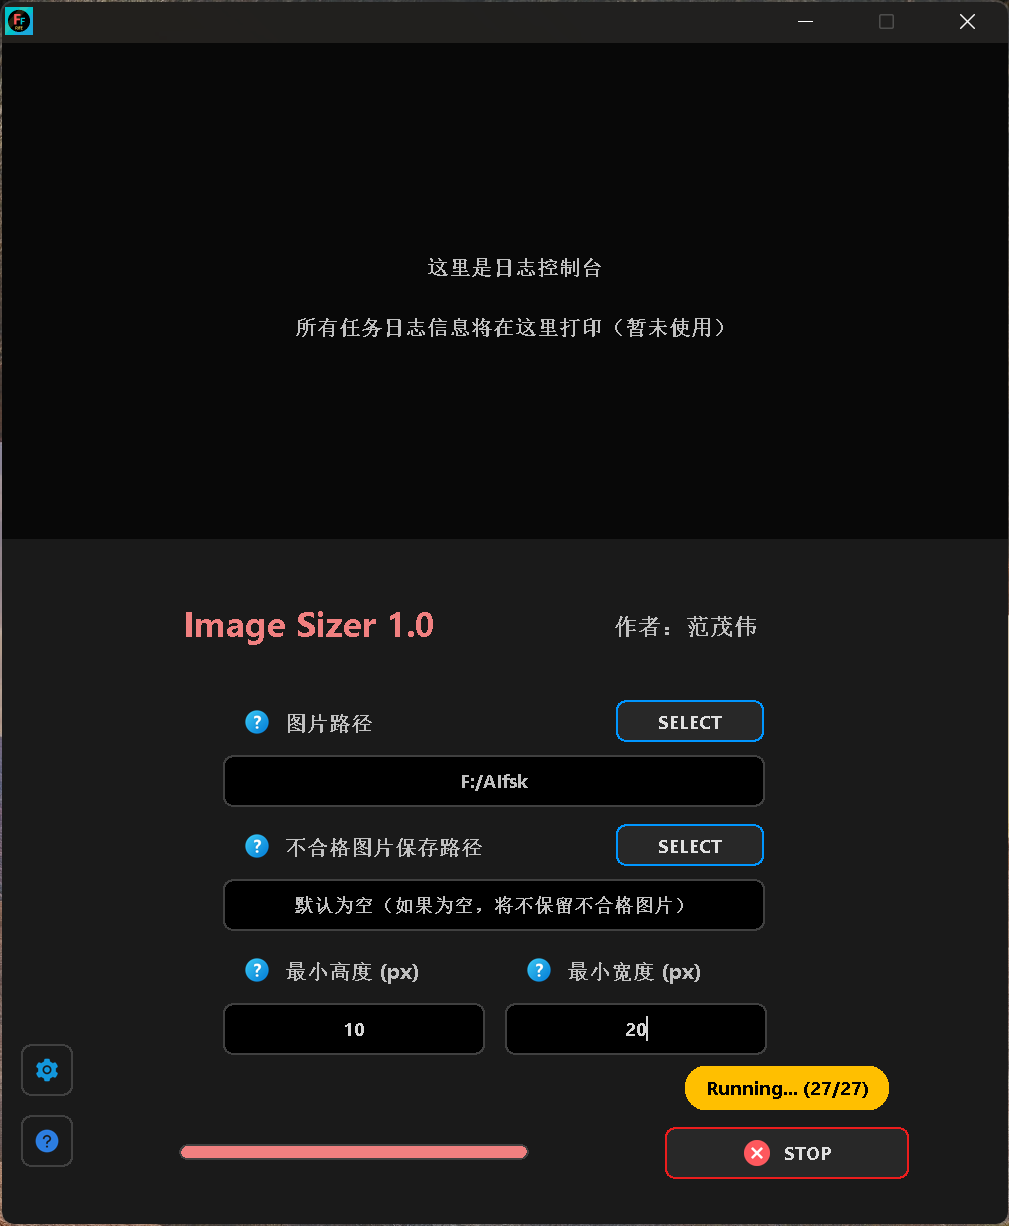 这里是日志控制台
所有任务日志信息将在这里打印（暂未使用）
Image Sizer 1.0
作者：范茂伟
? 图片路径
SELECT
F:/AIfsk
? 不合格图片保存路径
SELECT
默认为空（如果为空，将不保留不合格图片）
? 最小高度 (px)
? 最小宽度 (px)
10
20
Running... (27/27)
?
STOP